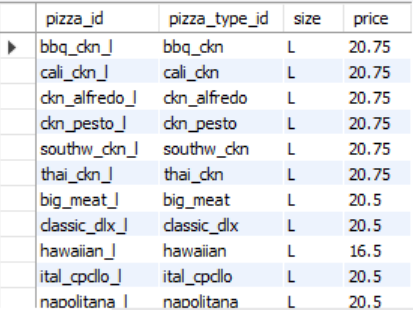 pizza_id pizza_type_id size price
bbq_ckn_l bbq_ckn L 20.75
cali_ckn_l cali_ckn L 20.75
ckn_alfredo_l ckn_alfredo L 20.75
ckn_pesto_l ckn_pesto L 20.75
southw_ckn_l southw_ckn L 20.75
thai_ckn_l thai_ckn L 20.75
big_meat_l big_meat L 20.5
classic_dlx_l classic_dlx L 20.5
hawaiian_l hawaiian L 16.5
ital_cpcllo_l ital_cpcllo L 20.5
napolitana_l napolitana L 20.5